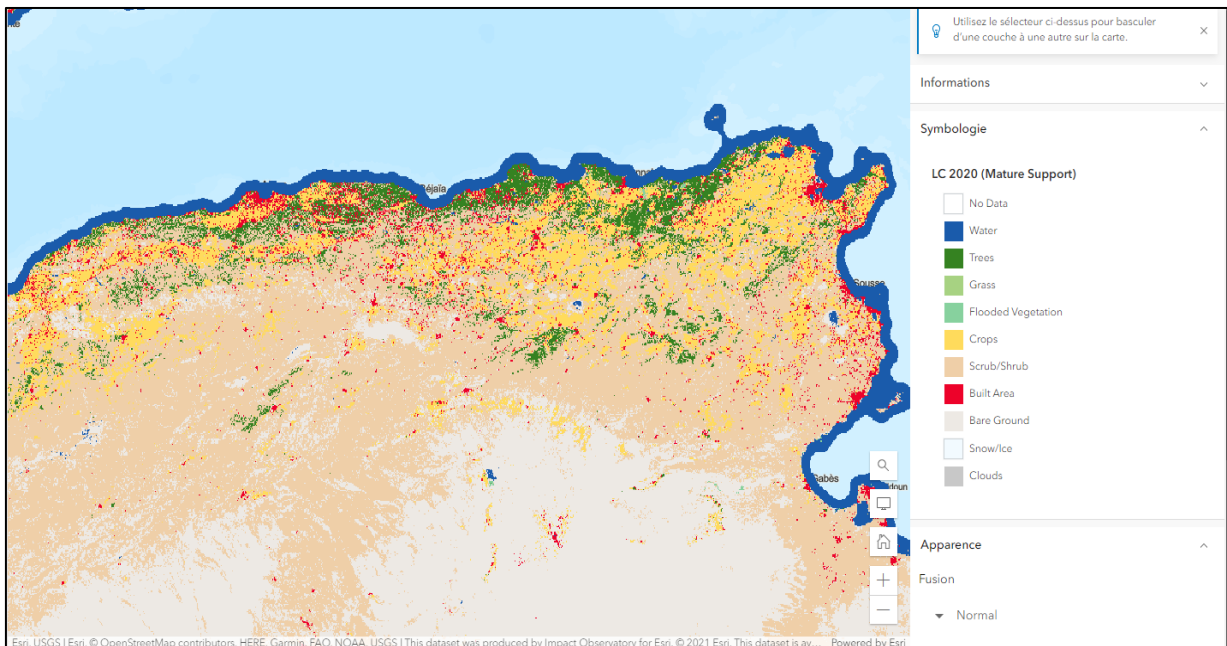 Utilisez le sélecteur ci-dessus pour basculer
d'une couche à une autre sur la carte.
Informations
Symbologie
LC 2020 (Mature Support)
No Data
Water
Trees
Grass
Flooded Vegetation
Crops
Scrub/Shrub
Built Area
Bare Ground
Snow/Ice
Clouds
Apparence
Fusion
Normal
Béjaïa
Sousse
Gabès
Esri, USGS | Esri, © OpenStreetMap contributors, HERE, Garmin, FAO, NOAA, USGS | This dataset was produced by Impact Observatory for Esri. © 2021 Esri. This dataset is av... Powered by Esri